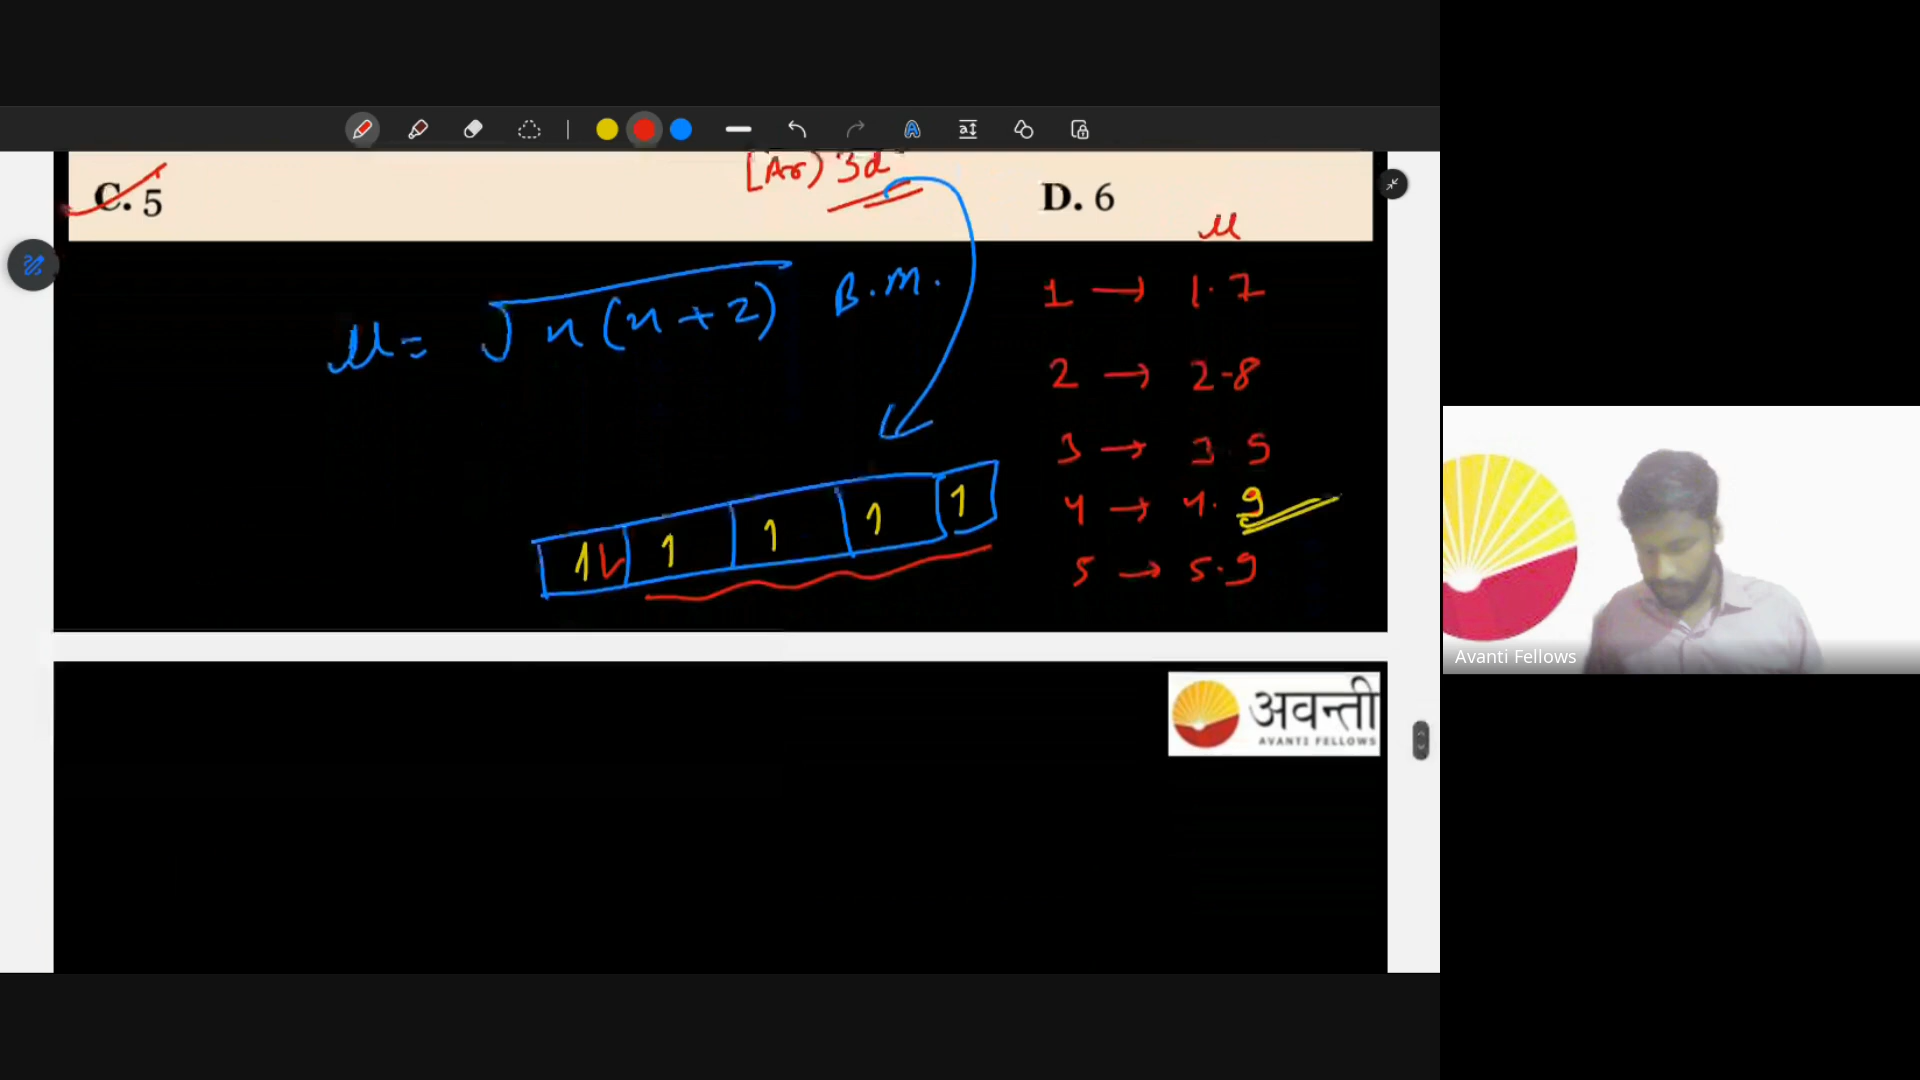 C. 5
[Ar) 3d
D. 6
μ
μ = √n(n+2) B.M.
1 → 1.7
2 → 2-8
3 → 3.5
4 → 4.9
5 → 5.9
1↓ 1 1 1 1
Avanti Fellows
अवन्ती
AVANTI FELLOWS